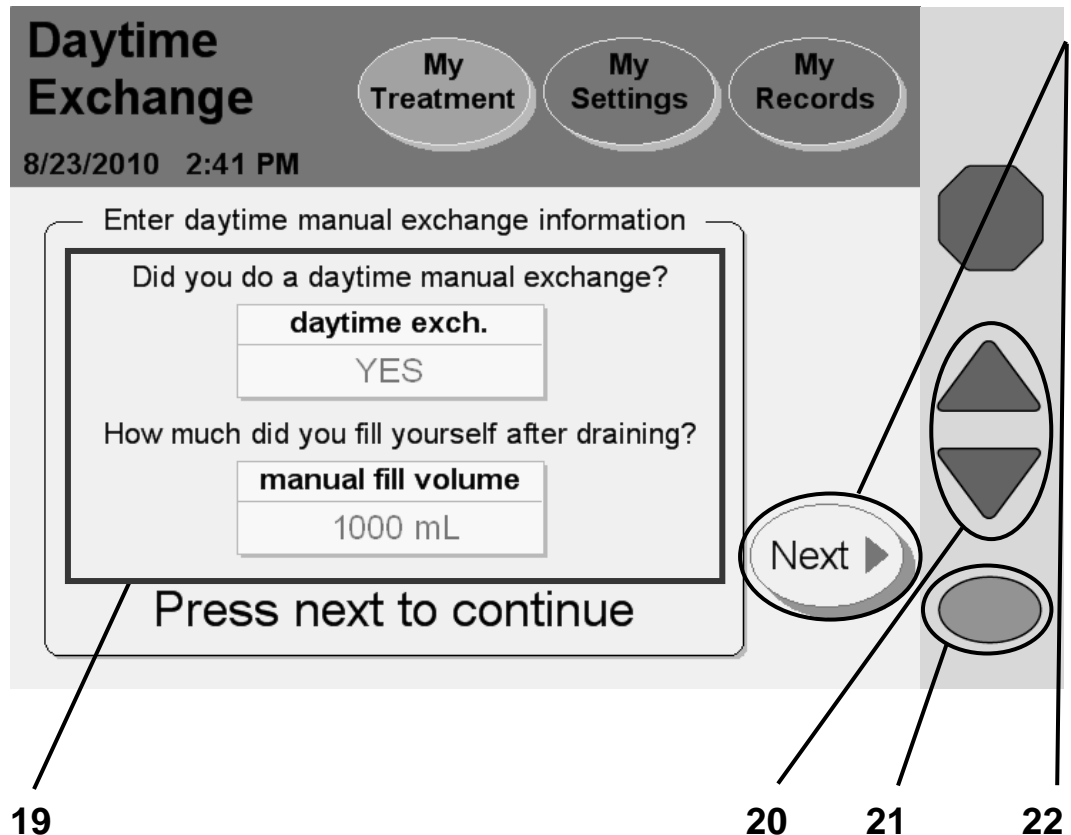 Daytime
Exchange
8/23/2010 2:41 PM
My
Treatment
My
Settings
My
Records
Enter daytime manual exchange information
Did you do a daytime manual exchange?
daytime exch.
YES
How much did you fill yourself after draining?
manual fill volume
1000 mL
Press next to continue
Next
19
20
21
22